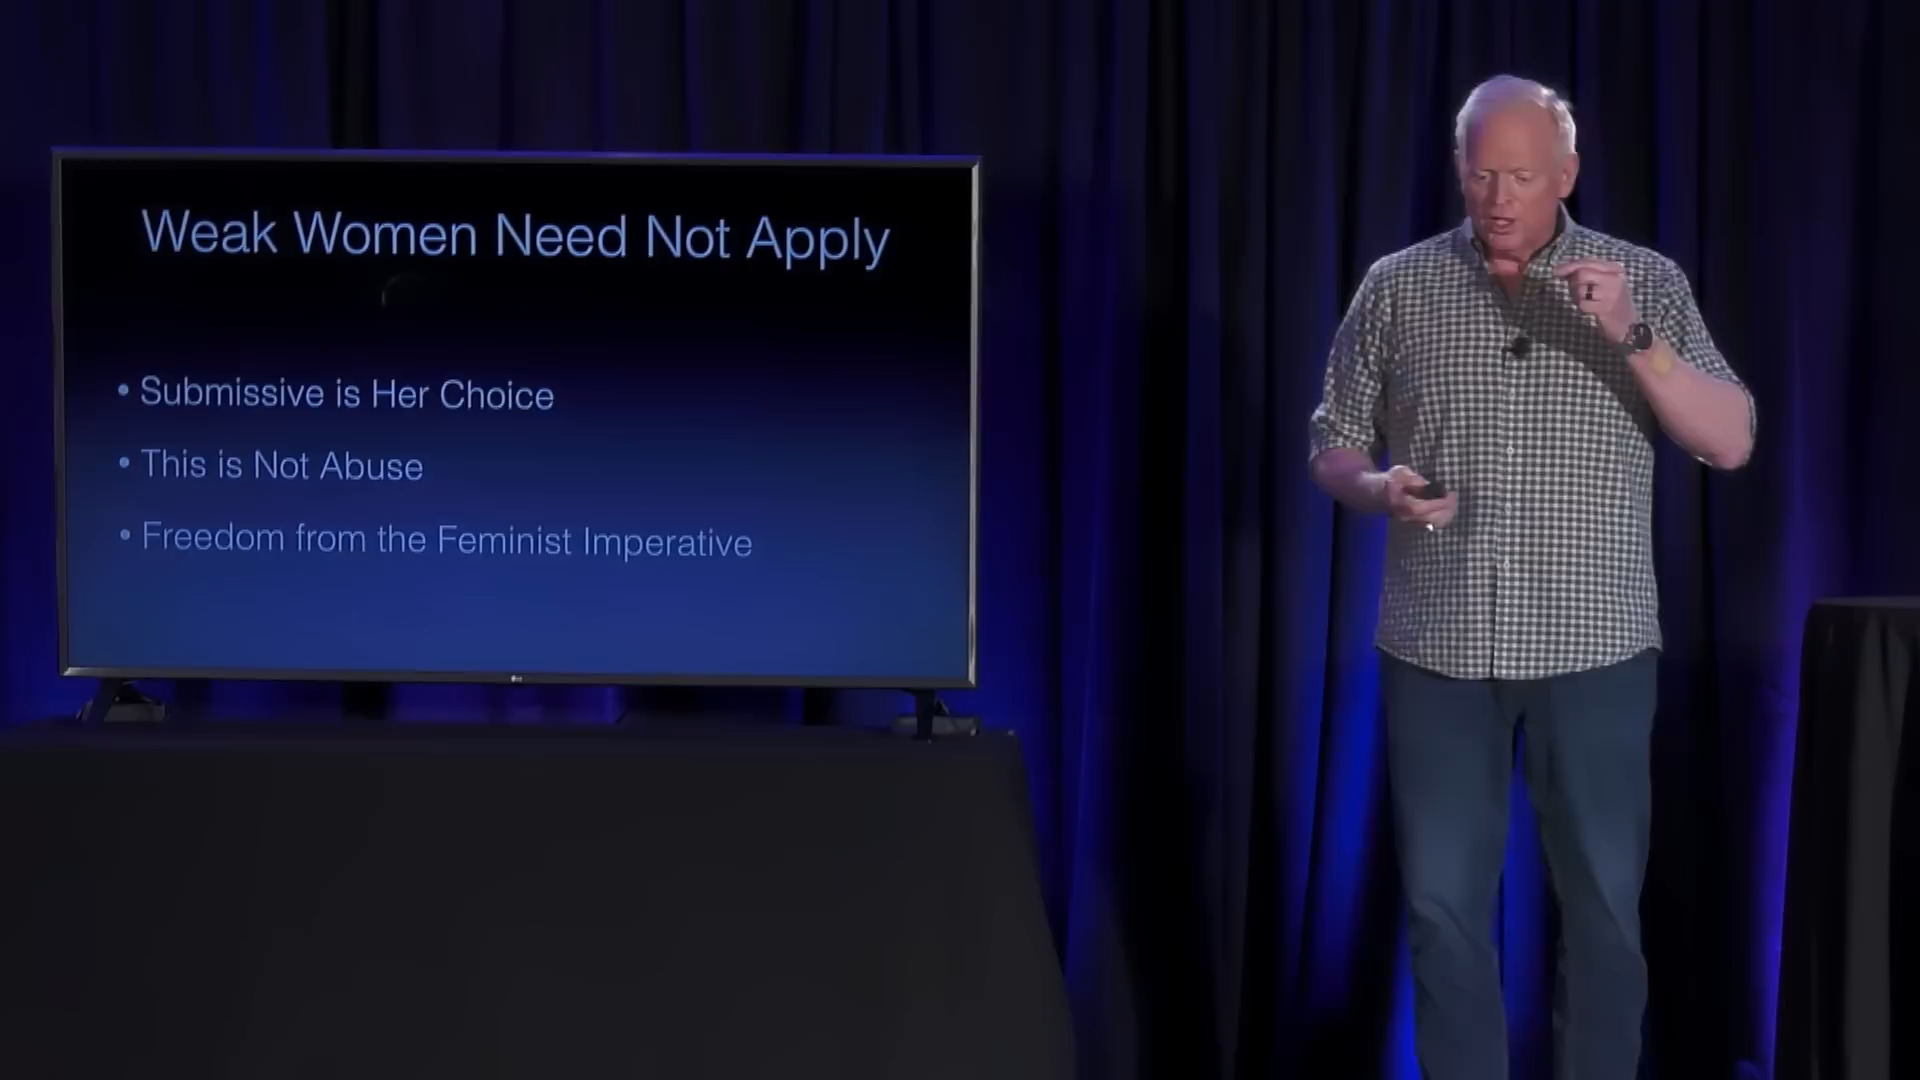 Weak Women Need Not Apply
• Submissive is Her Choice
• This is Not Abuse
• Freedom from the Feminist Imperative